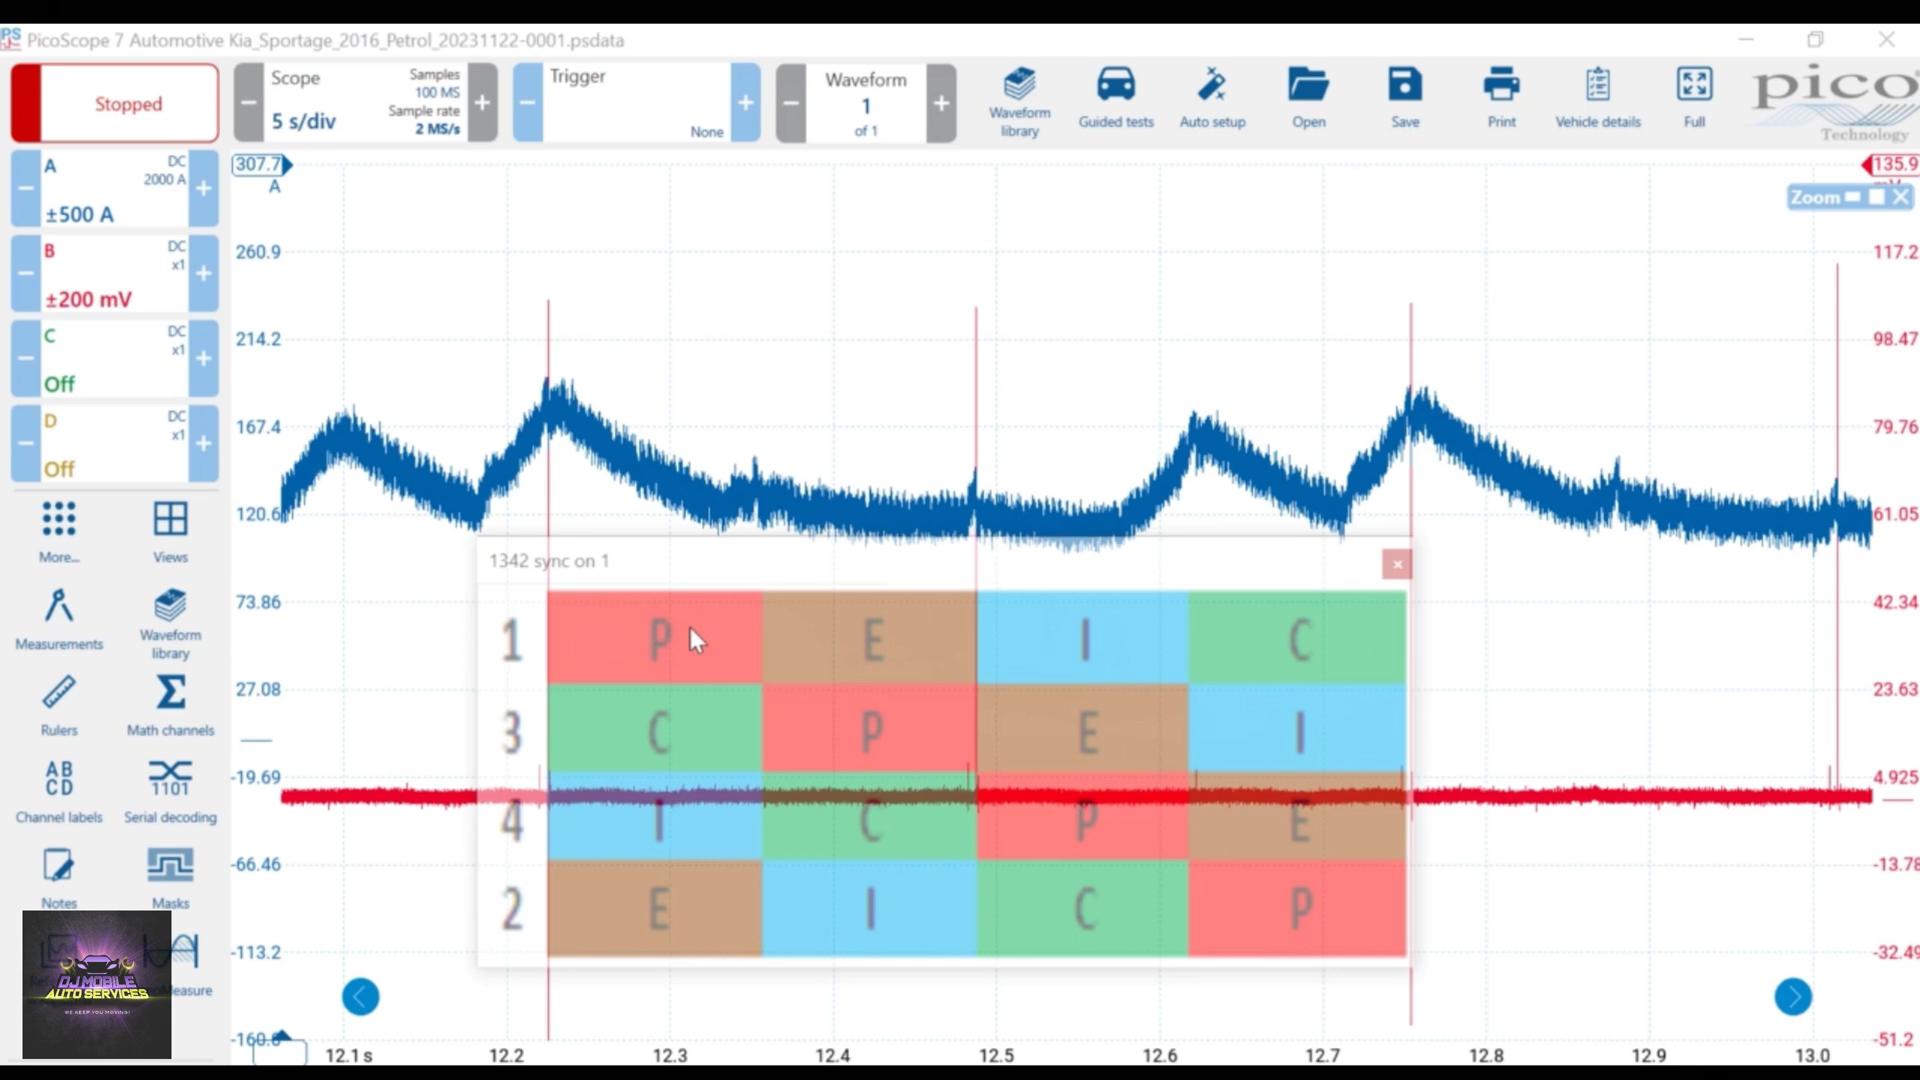 PicoScope 7 Automotive Kia_Sportage_2016_Petrol_20231122-0001.psdata
Stopped
Scope
5 s/div
Samples
100 MS
Sample rate
2 MS/s
Trigger
None
Waveform
1
of 1
Waveform library
Guided tests
Auto setup
Open
Save
Print
Vehicle details
Full
pico
Technology
A
DC
2000 A
±500 A
B
DC
x1
±200 mV
C
DC
x1
Off
D
DC
x1
Off
More...
Views
Measurements
Waveform library
Rulers
Math channels
AB
CD
1101
Channel labels
Serial decoding
Notes
Masks
DJ MOBILE
AUTO SERVICES
WE KEEP YOU MOVING!
307.7
A
260.9
214.2
167.4
120.6
73.86
27.08
-19.69
-66.46
-113.2
135.9
Zoom
117.2
98.47
79.76
61.05
42.34
23.63
4.925
-13.78
-32.49
-51.2
1342 sync on 1
1 P E I C
3 C P E I
4 I C P E
2 E I C P
12.1 s
12.2
12.3
12.4
12.5
12.6
12.7
12.8
12.9
13.0